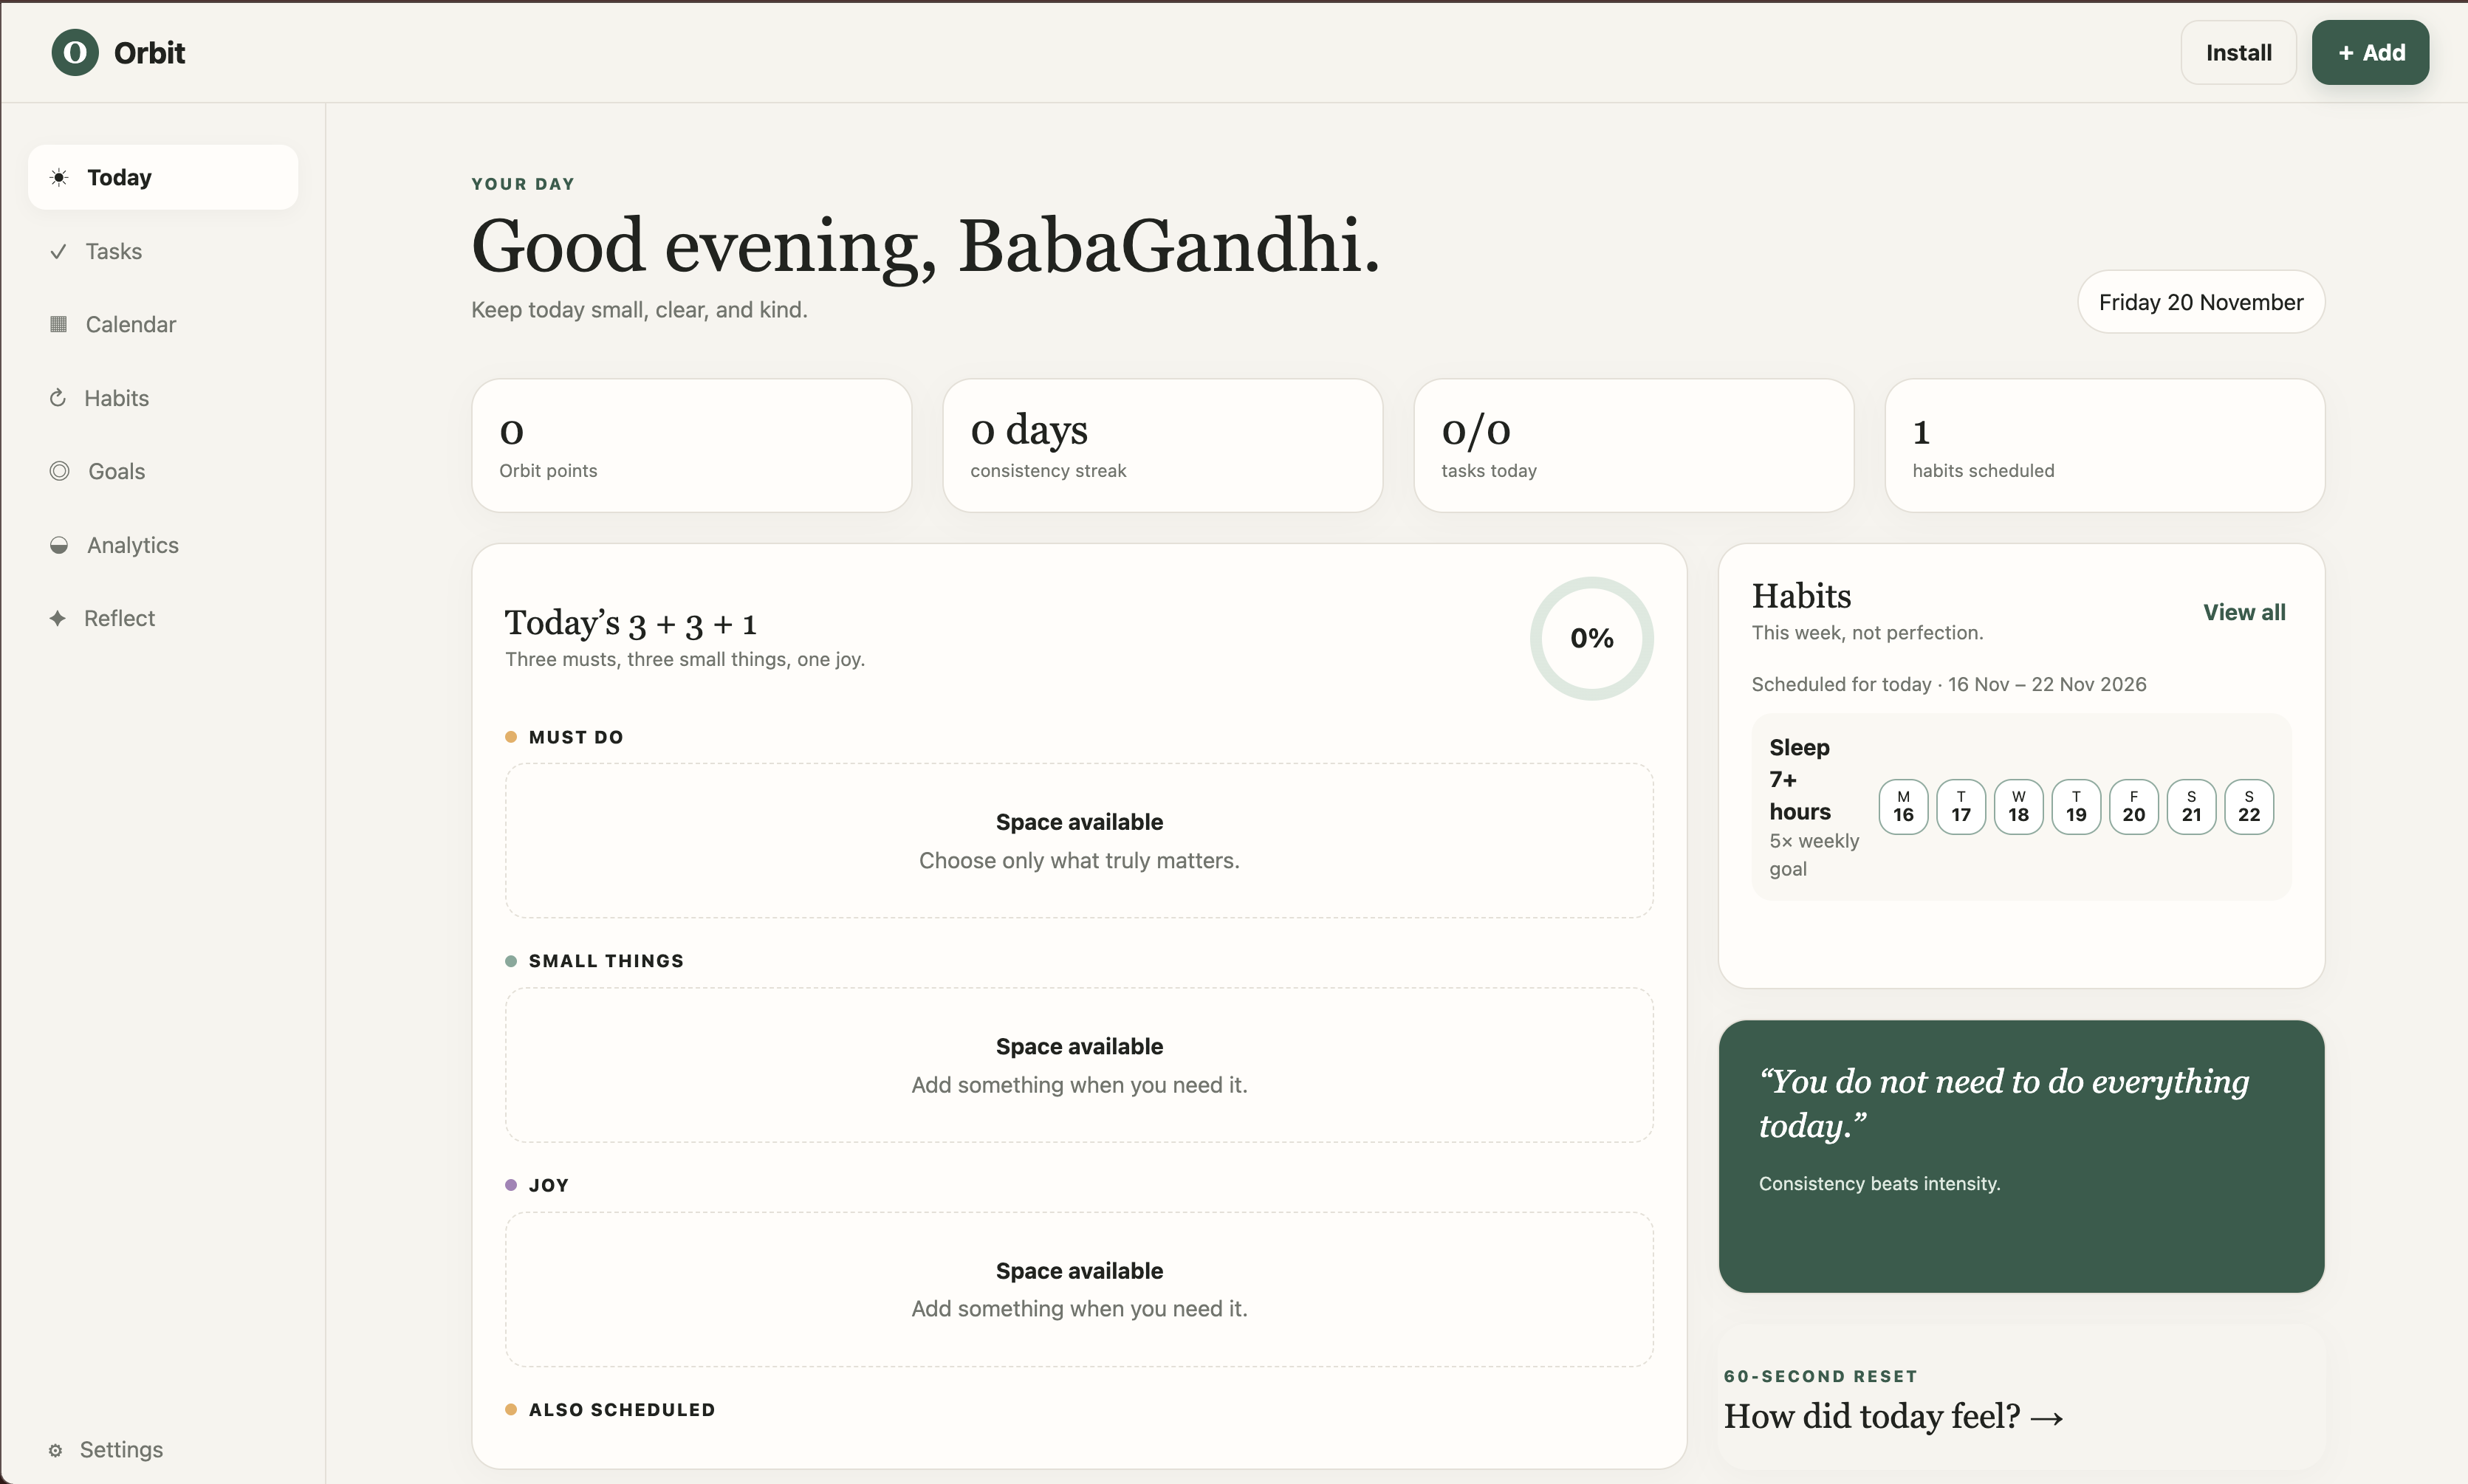 O Orbit
Install
+ Add
Today
Tasks
Calendar
Habits
Goals
Analytics
Reflect
Settings
YOUR DAY
Good evening, BabaGandhi.
Keep today small, clear, and kind.
Friday 20 November
0
Orbit points
0 days
consistency streak
0/0
tasks today
1
habits scheduled
Today’s 3 + 3 + 1
Three musts, three small things, one joy.
0%
MUST DO
Space available
Choose only what truly matters.
SMALL THINGS
Space available
Add something when you need it.
JOY
Space available
Add something when you need it.
ALSO SCHEDULED
Habits
This week, not perfection.
View all
Scheduled for today · 16 Nov – 22 Nov 2026
Sleep
7+
hours
5× weekly
goal
M T W T F S S
16 17 18 19 20 21 22
“You do not need to do everything
today.”
Consistency beats intensity.
60-SECOND RESET
How did today feel? →